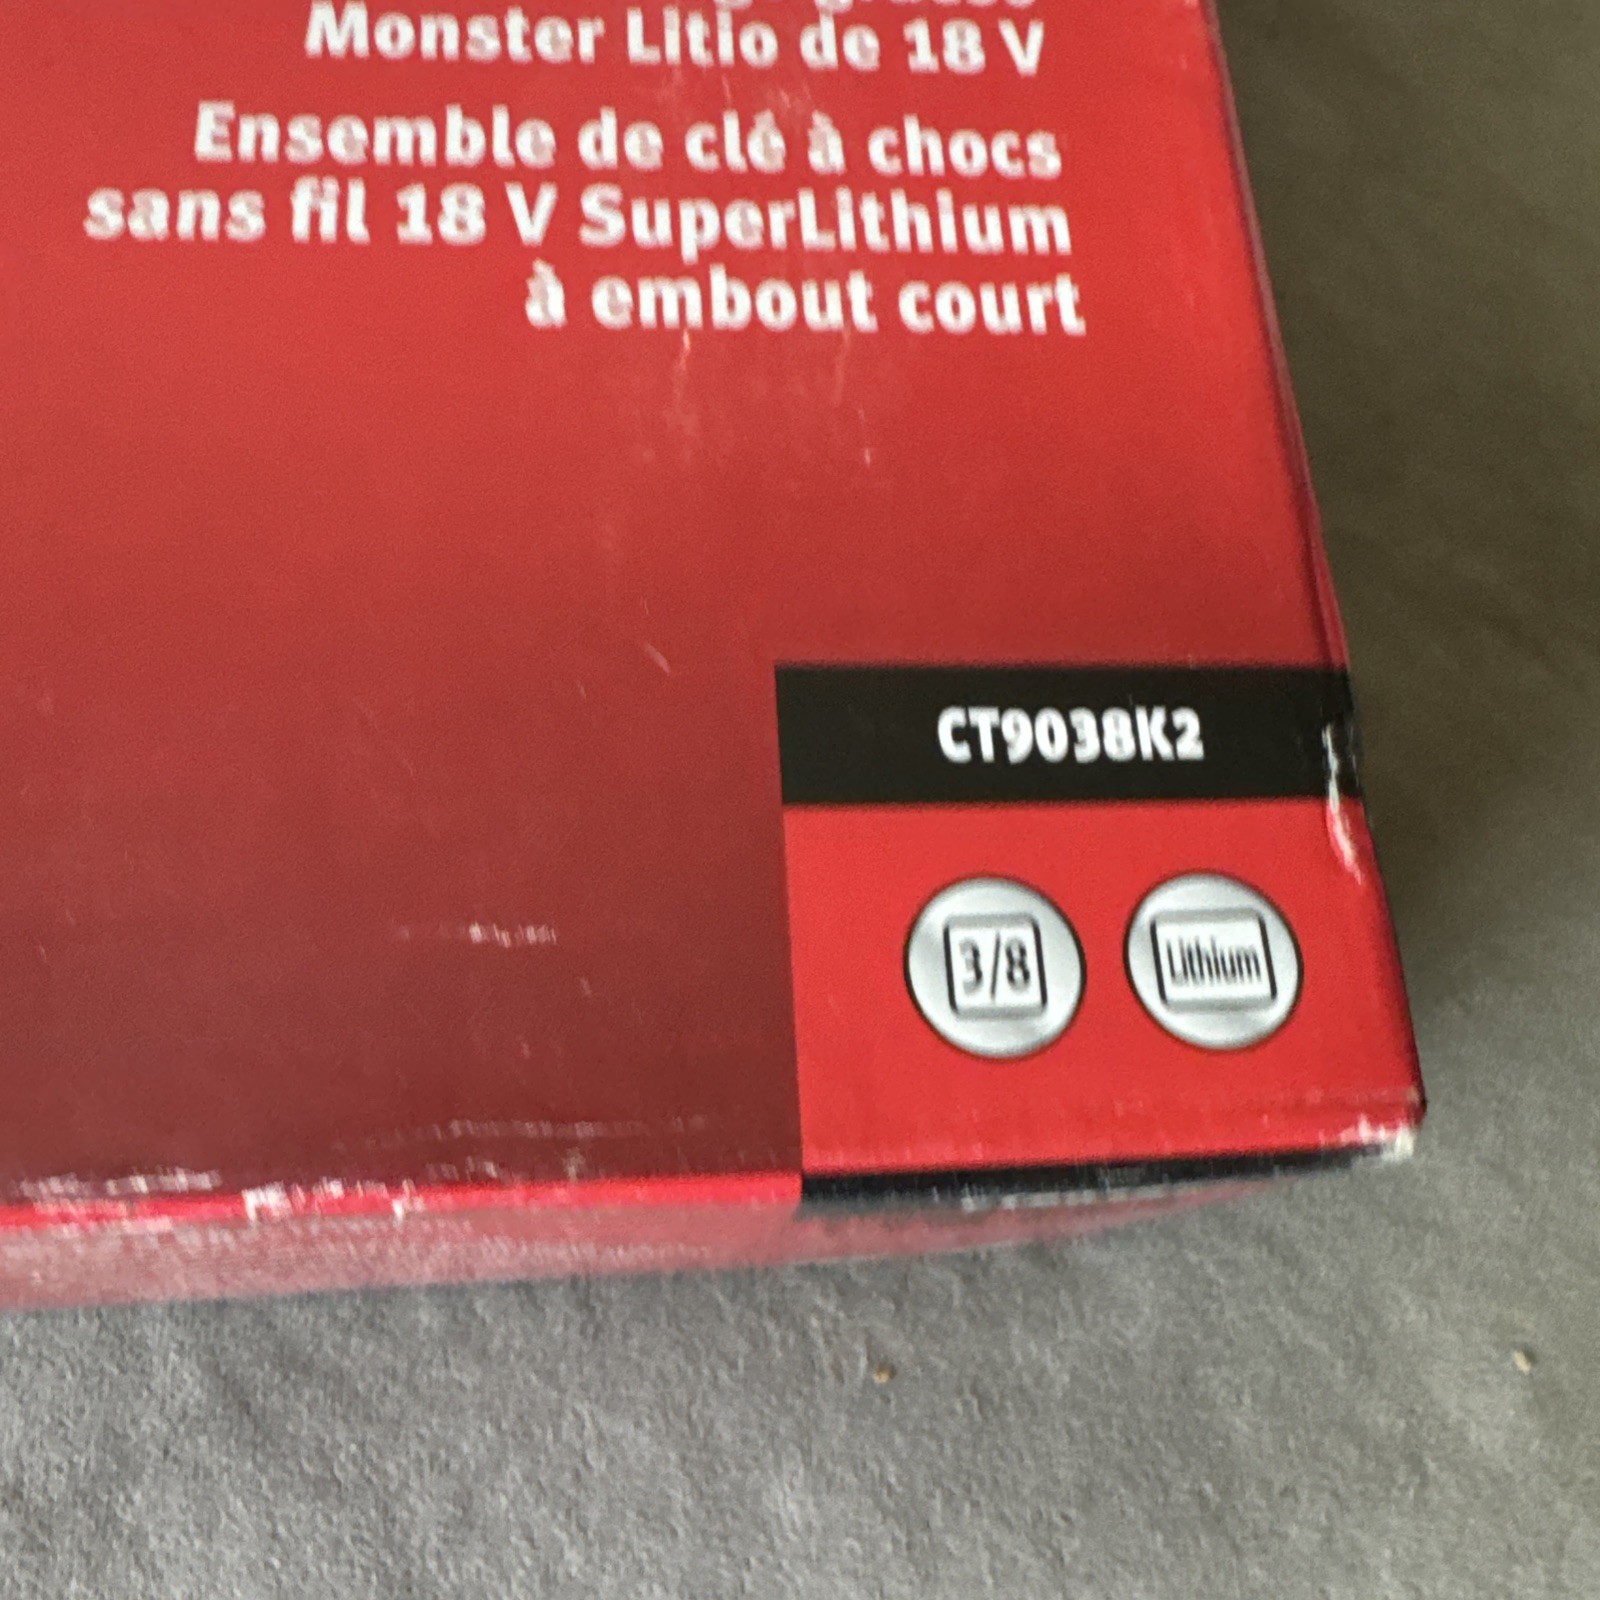 Monster Litio de 18 V
Ensemble de clé à chocs
sans fil 18 V SuperLithium
à embout court
CT9038K2
3/8
Lithium